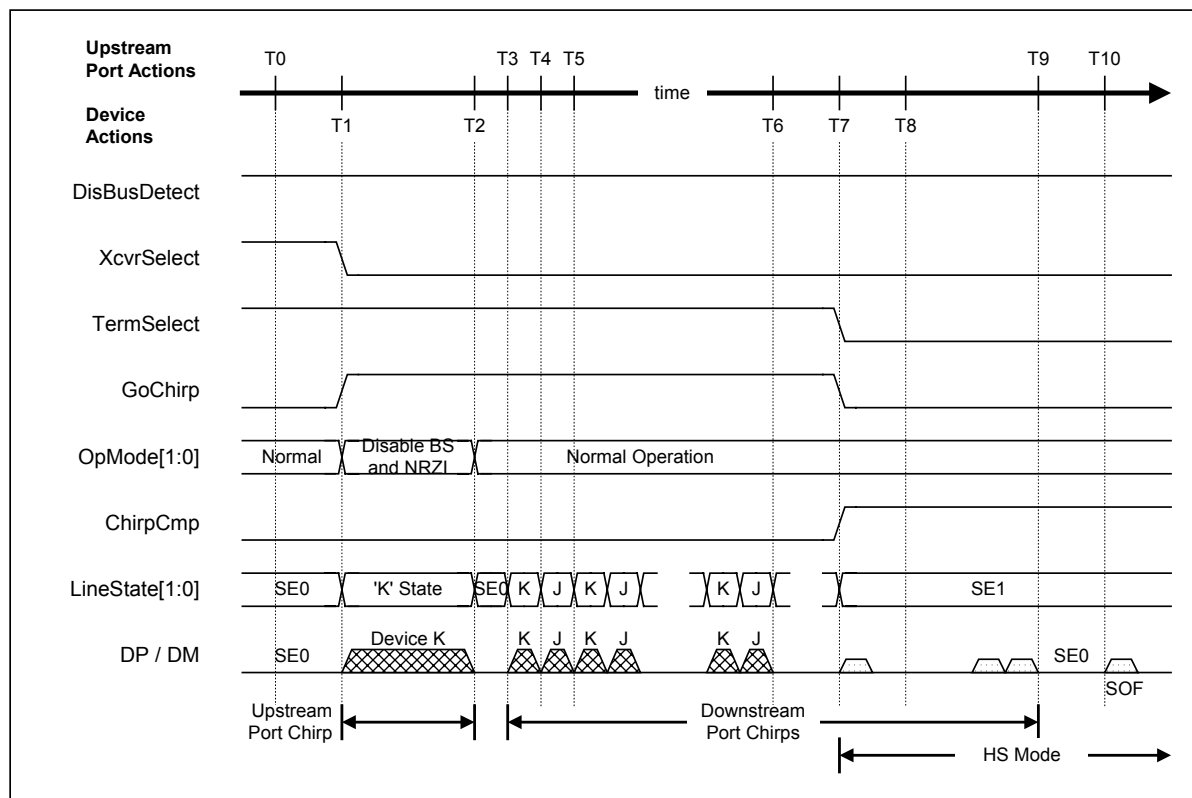 Upstream
Port Actions
T0
T3
T4
T5
T9
T10
time
Device
Actions
T1
T2
T6
T7
T8
DisBusDetect
XcvrSelect
TermSelect
GoChirp
OpMode[1:0]
Normal
Disable BS
and NRZI
Normal Operation
ChirpCmp
LineState[1:0]
SE0
'K' State
SE0
K
J
K
J
K
J
SE1
DP / DM
SE0
Device K
K
J
K
J
K
J
SE0
SOF
Upstream
Port Chirp
Downstream
Port Chirps
HS Mode